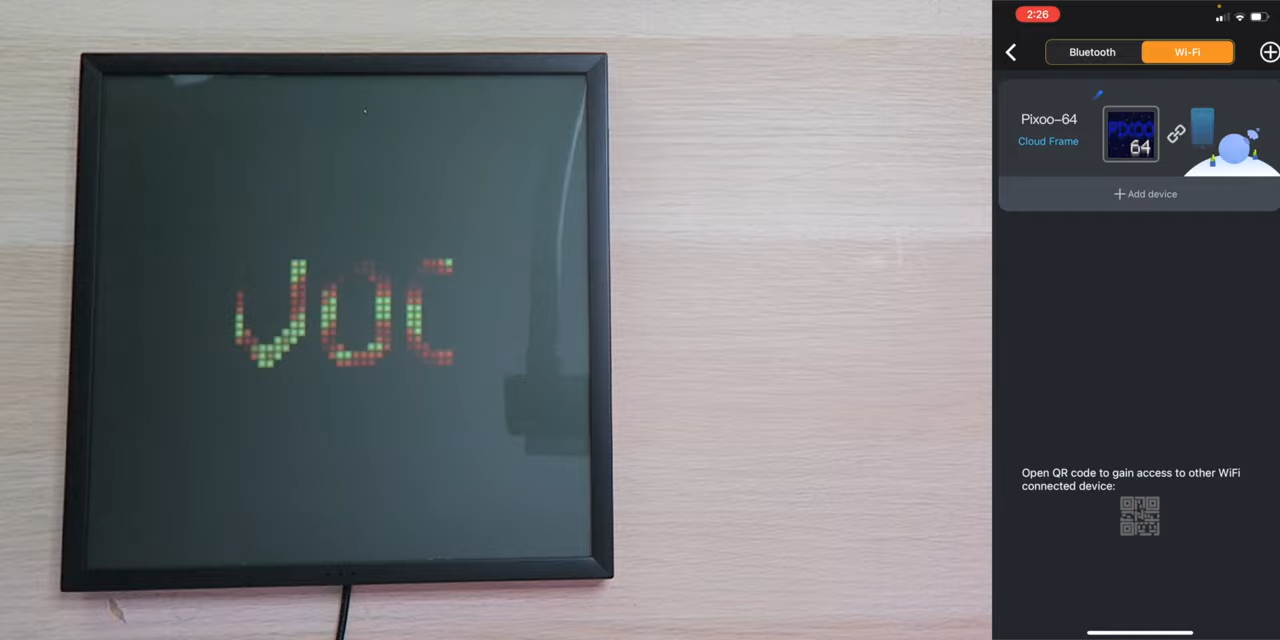 VOC
2:26
Bluetooth
Wi-Fi
Pixoo-64
Cloud Frame
PIXOO
64
Add device
Open QR code to gain access to other WiFi
connected device: